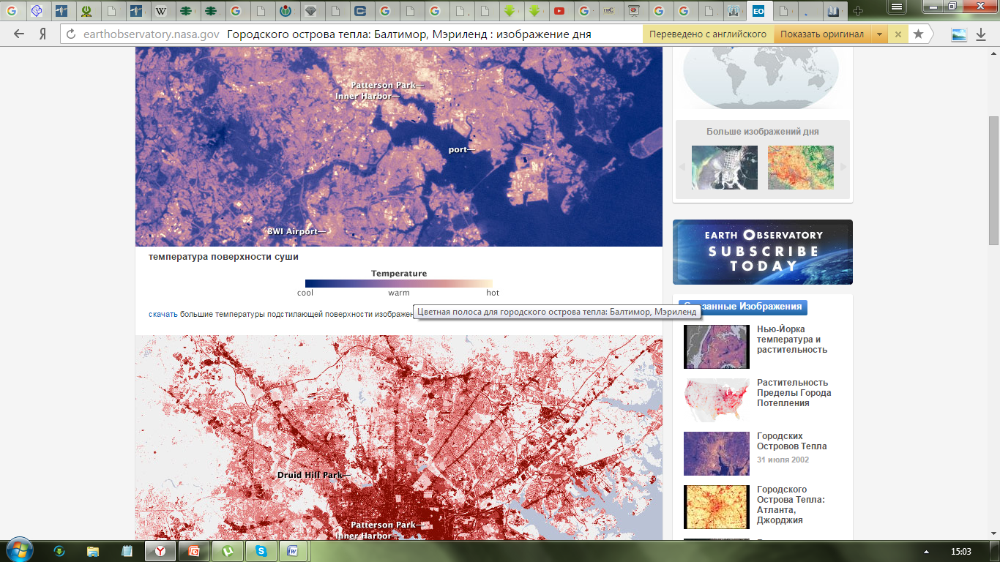 earthobservatory.nasa.gov Городского острова тепла: Балтимор, Мэриленд : изображение дня
Переведено с английского
Показать оригинал
Patterson Park
Inner Harbor
port
BWI Airport
температура поверхности суши
Temperature
cool warm hot
скачать большие температуры подстилающей поверхности изображен
Цветная полоса для городского острова тепла: Балтимор, Мэриленд
Druid Hill Park
Patterson Park
Inner Harbor
Больше изображений дня
EARTH OBSERVATORY
SUBSCRIBE
TODAY
Связанные Изображения
Нью-Йорка
температура и
растительность
Растительность
Пределы Города
Потепления
Городских
Островов Тепла
31 июля 2002
Городского
Острова Тепла:
Атланта,
Джорджия
15:03